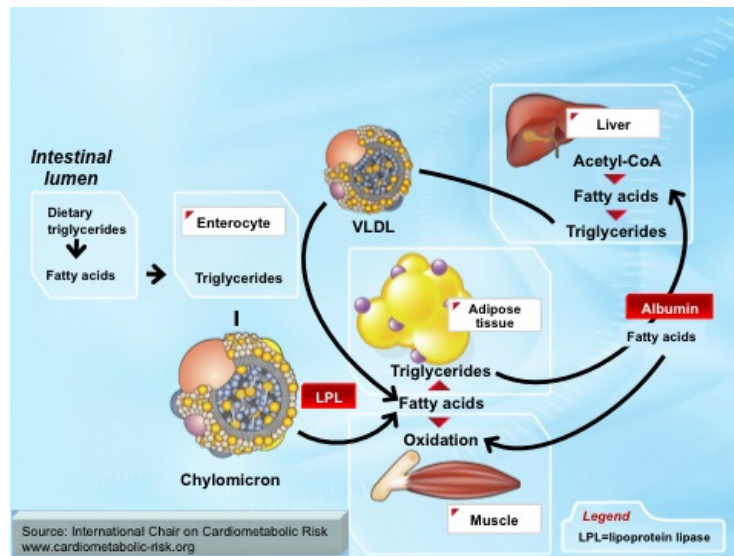 Intestinal
lumen
Dietary
triglycerides
Fatty acids
Enterocyte
Triglycerides
Chylomicron
LPL
VLDL
Liver
Acetyl-CoA
Fatty acids
Triglycerides
Adipose
tissue
Triglycerides
Fatty acids
Oxidation
Muscle
Albumin
Fatty acids
Legend
LPL=lipoprotein lipase
Source: International Chair on Cardiometabolic Risk
www.cardiometabolic-risk.org